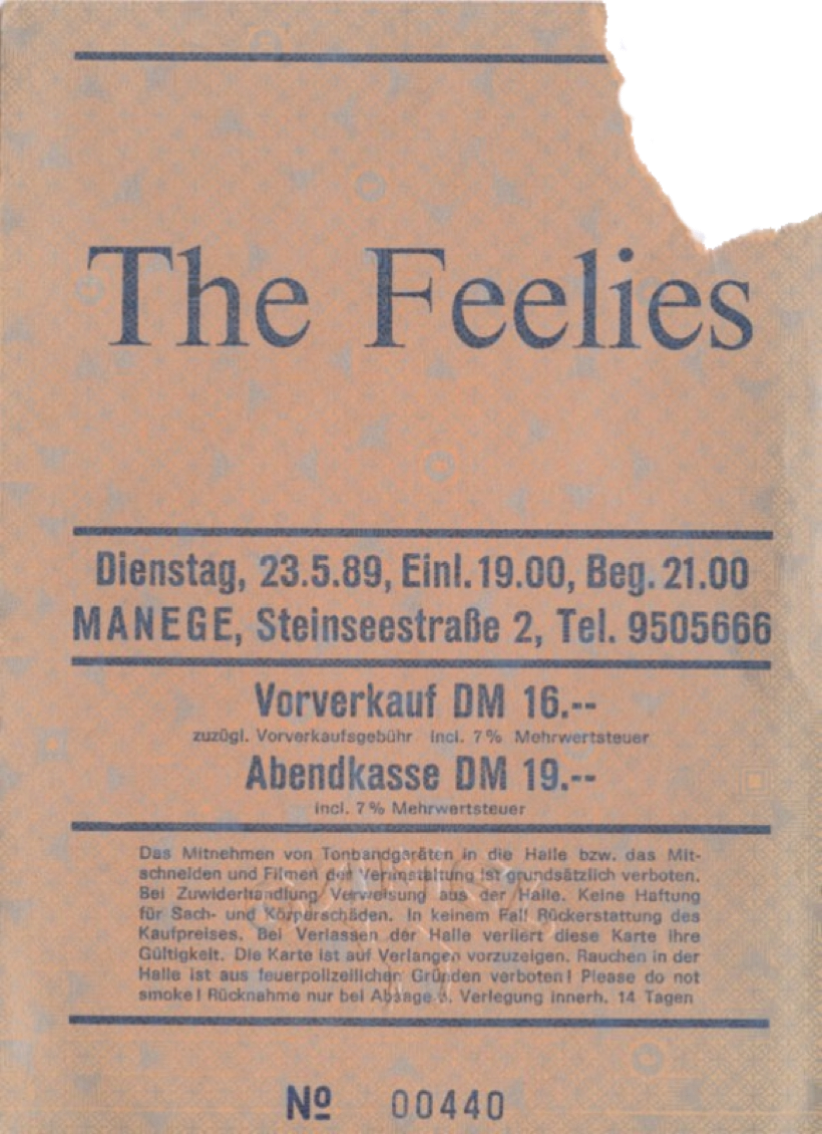 The Feelies
Dienstag, 23.5.89, Einl. 19.00, Beg. 21.00
MANEGE, Steinseestraße 2, Tel. 9505666
Vorverkauf DM 16.--
zuzügl. Vorverkaufsgebühr incl. 7% Mehrwertsteuer
Abendkasse DM 19.--
incl. 7% Mehrwertsteuer
Das Mitnehmen von Tonbandgeräten in die Halle bzw. das Mit-
schneiden und Filmen der Veranstaltung ist grundsätzlich verboten.
Bei Zuwiderhandlung Verweisung aus der Halle. Keine Haftung
für Sach- und Körperschäden. In keinem Fall Rückerstattung des
Kaufpreises. Bei Verlassen der Halle verliert diese Karte ihre
Gültigkeit. Die Karte ist auf Verlangen vorzuzeigen. Rauchen in der
Halle ist aus feuerpolizeilichen Gründen verboten! Please do not
smoke! Rücknahme nur bei Absage o. Verlegung innerh. 14 Tagen
Nº 00440